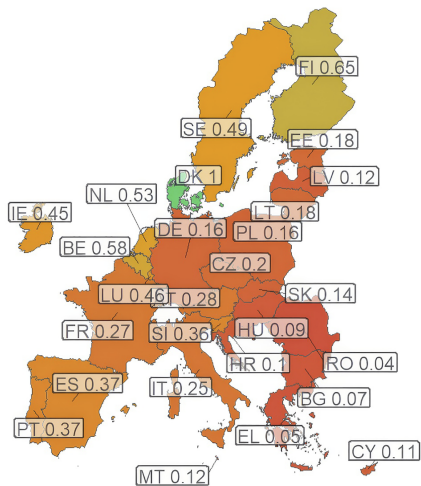 FI 0.65
SE 0.49
EE 0.18
DK 1
LV 0.12
NL 0.53
IE 0.45
LT 0.18
DE 0.16
PL 0.16
BE 0.58
CZ 0.2
LU 0.46
0.28
SK 0.14
FR 0.27
SI 0.36
HU 0.09
HR 0.1
RO 0.04
ES 0.37
IT 0.25
BG 0.07
PT 0.37
EL 0.05
CY 0.11
MT 0.12